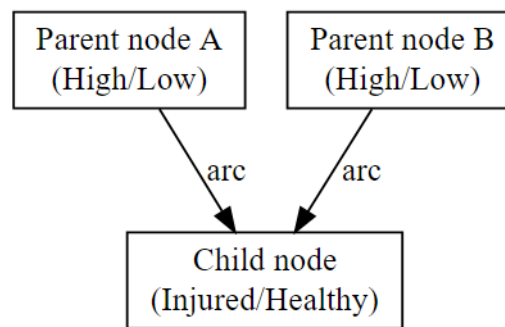 Parent node A
(High/Low)
Parent node B
(High/Low)
arc
arc
Child node
(Injured/Healthy)